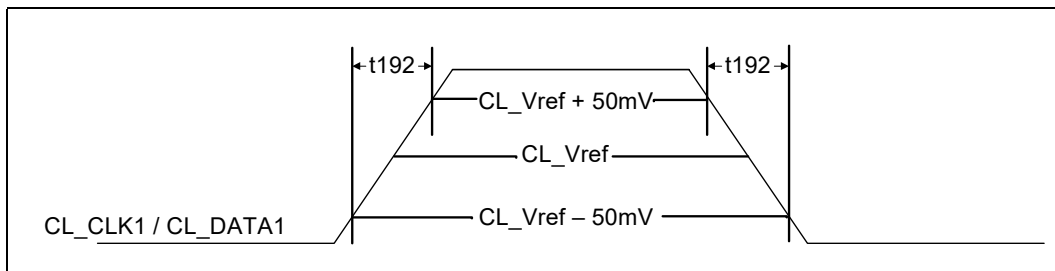 t192 t192
CL_Vref + 50mV
CL_Vref
CL_Vref – 50mV
CL_CLK1 / CL_DATA1